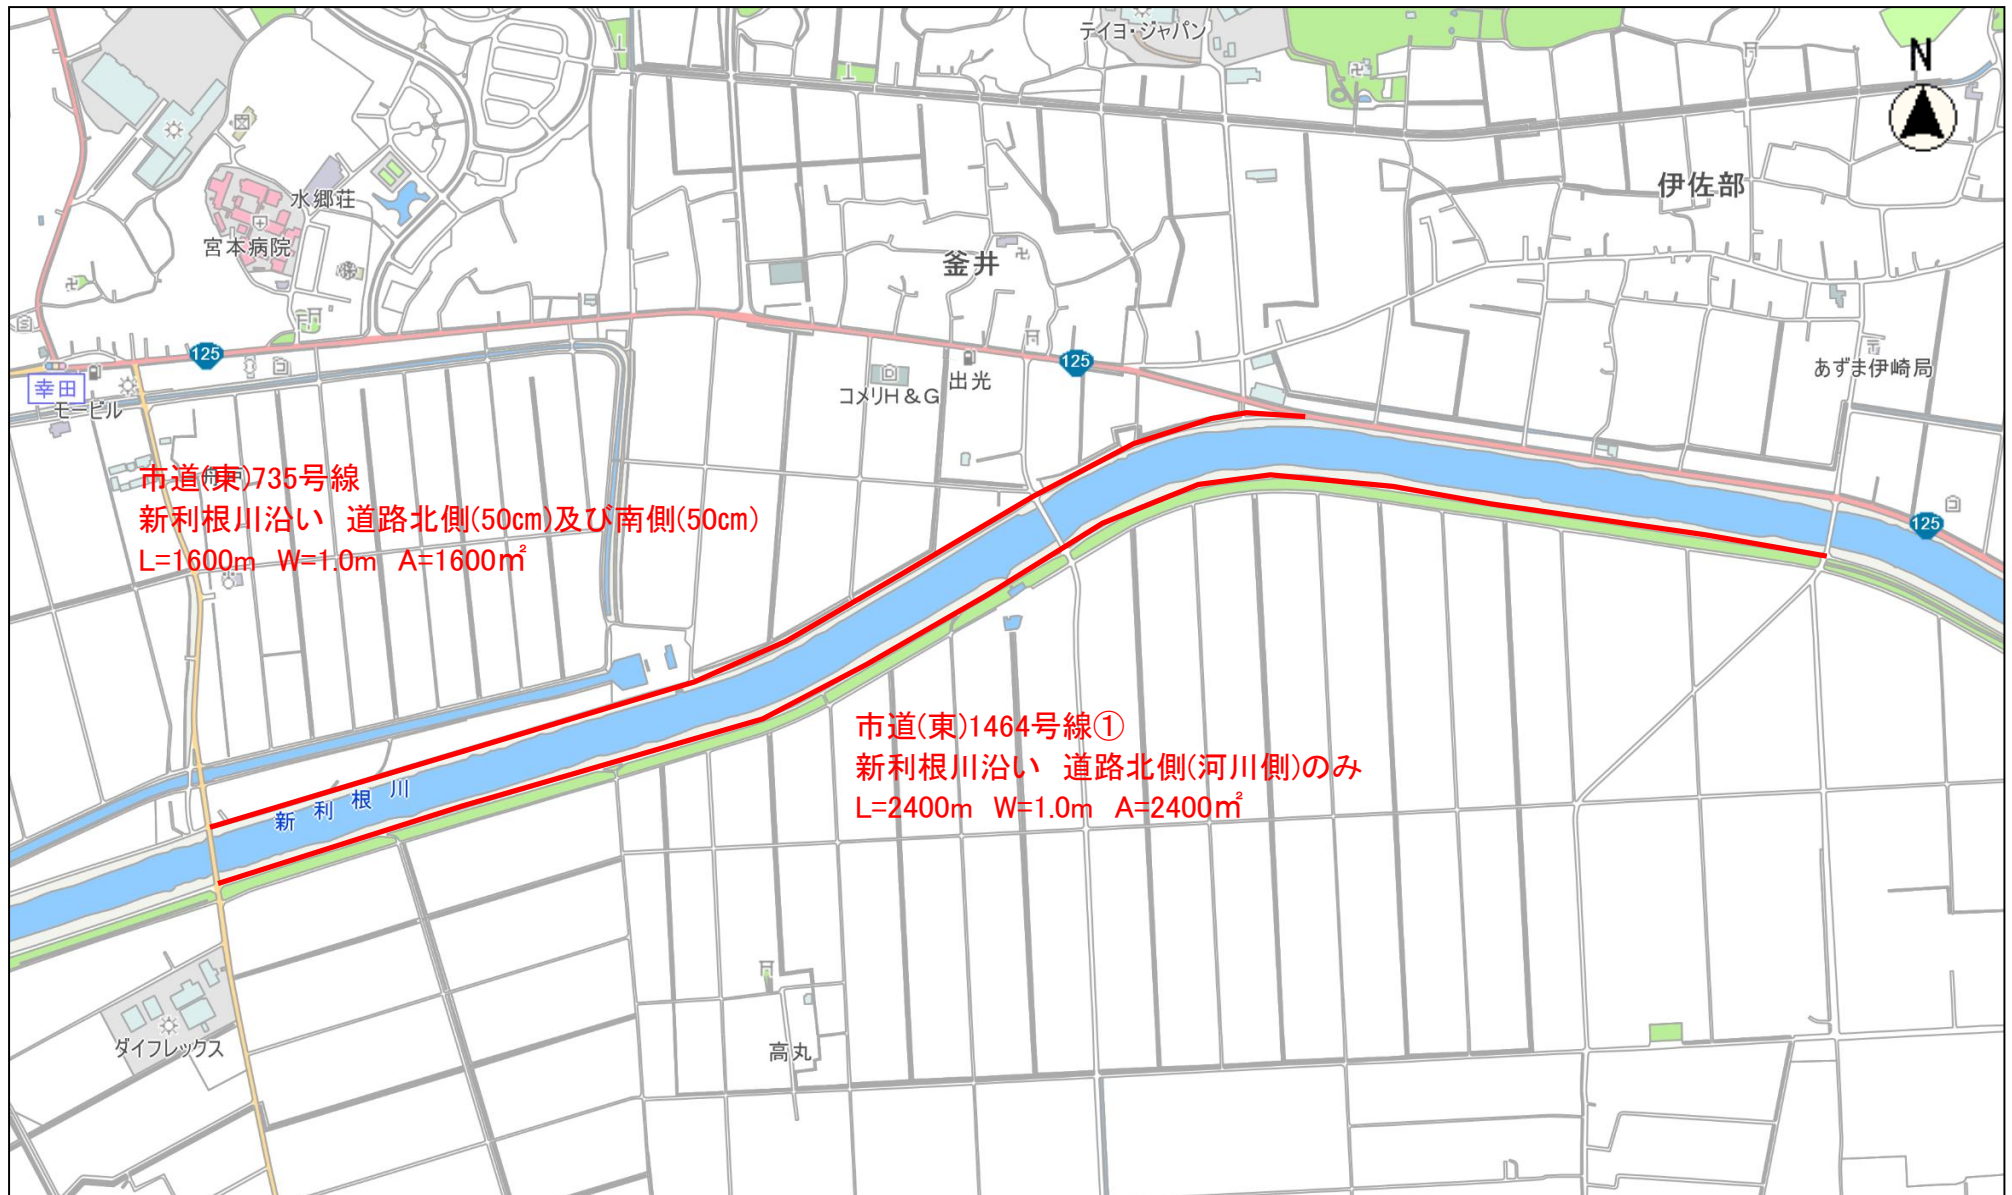 テイヨ・ジャパン
N
伊佐部
水郷荘
宮本病院
釜井
125
125
あずま伊崎局
幸田
モービル
コメリH&G
出光
125
市道(東)735号線
新利根川沿い 道路北側(50㎝)及び南側(50㎝)
L=1600m W=1.0m A=1600㎡
市道(東)1464号線①
新利根川沿い 道路北側(河川側)のみ
L=2400m W=1.0m A=2400㎡
新利根川
ダイフレックス
高丸